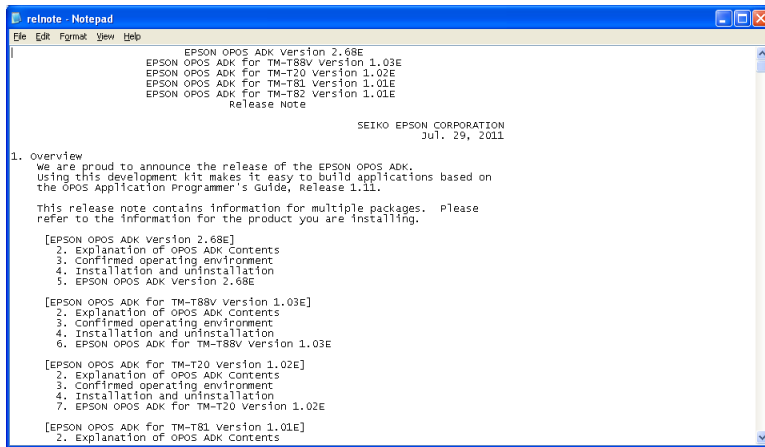 relnote - Notepad
File Edit Format View Help
EPSON OPOS ADK Version 2.68E
EPSON OPOS ADK for TM-T88V Version 1.03E
EPSON OPOS ADK for TM-T20 Version 1.02E
EPSON OPOS ADK for TM-T81 Version 1.01E
EPSON OPOS ADK for TM-T82 Version 1.01E
Release Note
SEIKO EPSON CORPORATION
Jul. 29, 2011
1. Overview
We are proud to announce the release of the EPSON OPOS ADK.
Using this development kit makes it easy to build applications based on
the OPOS Application Programmer's Guide, Release 1.11.
This release note contains information for multiple packages. Please
refer to the information for the product you are installing.
[EPSON OPOS ADK Version 2.68E]
2. Explanation of OPOS ADK Contents
3. Confirmed operating environment
4. Installation and uninstallation
5. EPSON OPOS ADK Version 2.68E
[EPSON OPOS ADK for TM-T88V Version 1.03E]
2. Explanation of OPOS ADK Contents
3. Confirmed operating environment
4. Installation and uninstallation
6. EPSON OPOS ADK for TM-T88V Version 1.03E
[EPSON OPOS ADK for TM-T20 Version 1.02E]
2. Explanation of OPOS ADK Contents
3. Confirmed operating environment
4. Installation and uninstallation
7. EPSON OPOS ADK for TM-T20 Version 1.02E
[EPSON OPOS ADK for TM-T81 Version 1.01E]
2. Explanation of OPOS ADK Contents